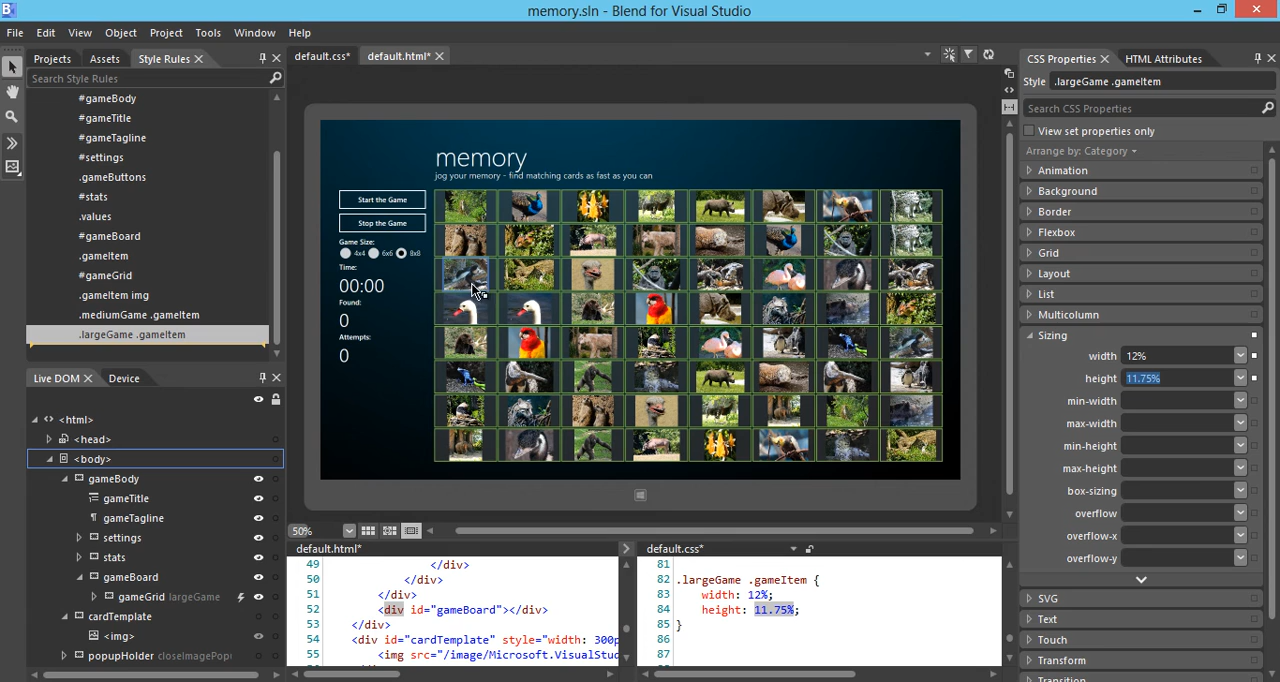 memory.sln - Blend for Visual Studio
File Edit View Object Project Tools Window Help
Projects Assets Style Rules
Search Style Rules
#gameBody
#gameTitle
#gameTagline
#settings
.gameButtons
#stats
.values
#gameBoard
.gameItem
#gameGrid
.gameItem img
.mediumGame .gameItem
.largeGame .gameItem
Live DOM Device
<html>
<head>
<body>
gameBody
gameTitle
gameTagline
settings
stats
gameBoard
gameGrid largeGame
cardTemplate
<img>
popupHolder closeImagePopu
default.css* default.html*
memory
jog your memory - find matching cards as fast as you can
Start the Game
Stop the Game
Game Size:
4x4 6x6 8x8
Time:
00:00
Found:
0
Attempts:
0
50%
default.html*
49 </div>
50 </div>
51 </div>
52 <div id="gameBoard"></div>
53 </div>
54 <div id="cardTemplate" style="width: 300p
55 <img src="/image/Microsoft.VisualStud
default.css*
81
82 .largeGame .gameItem {
83 width: 12%;
84 height: 11.75%;
85 }
86
87
CSS Properties HTML Attributes
Style .largeGame .gameItem
Search CSS Properties
View set properties only
Arrange by: Category
Animation
Background
Border
Flexbox
Grid
Layout
List
Multicolumn
Sizing
width 12%
height 11.75%
min-width
max-width
min-height
max-height
box-sizing
overflow
overflow-x
overflow-y
SVG
Text
Touch
Transform
Transition